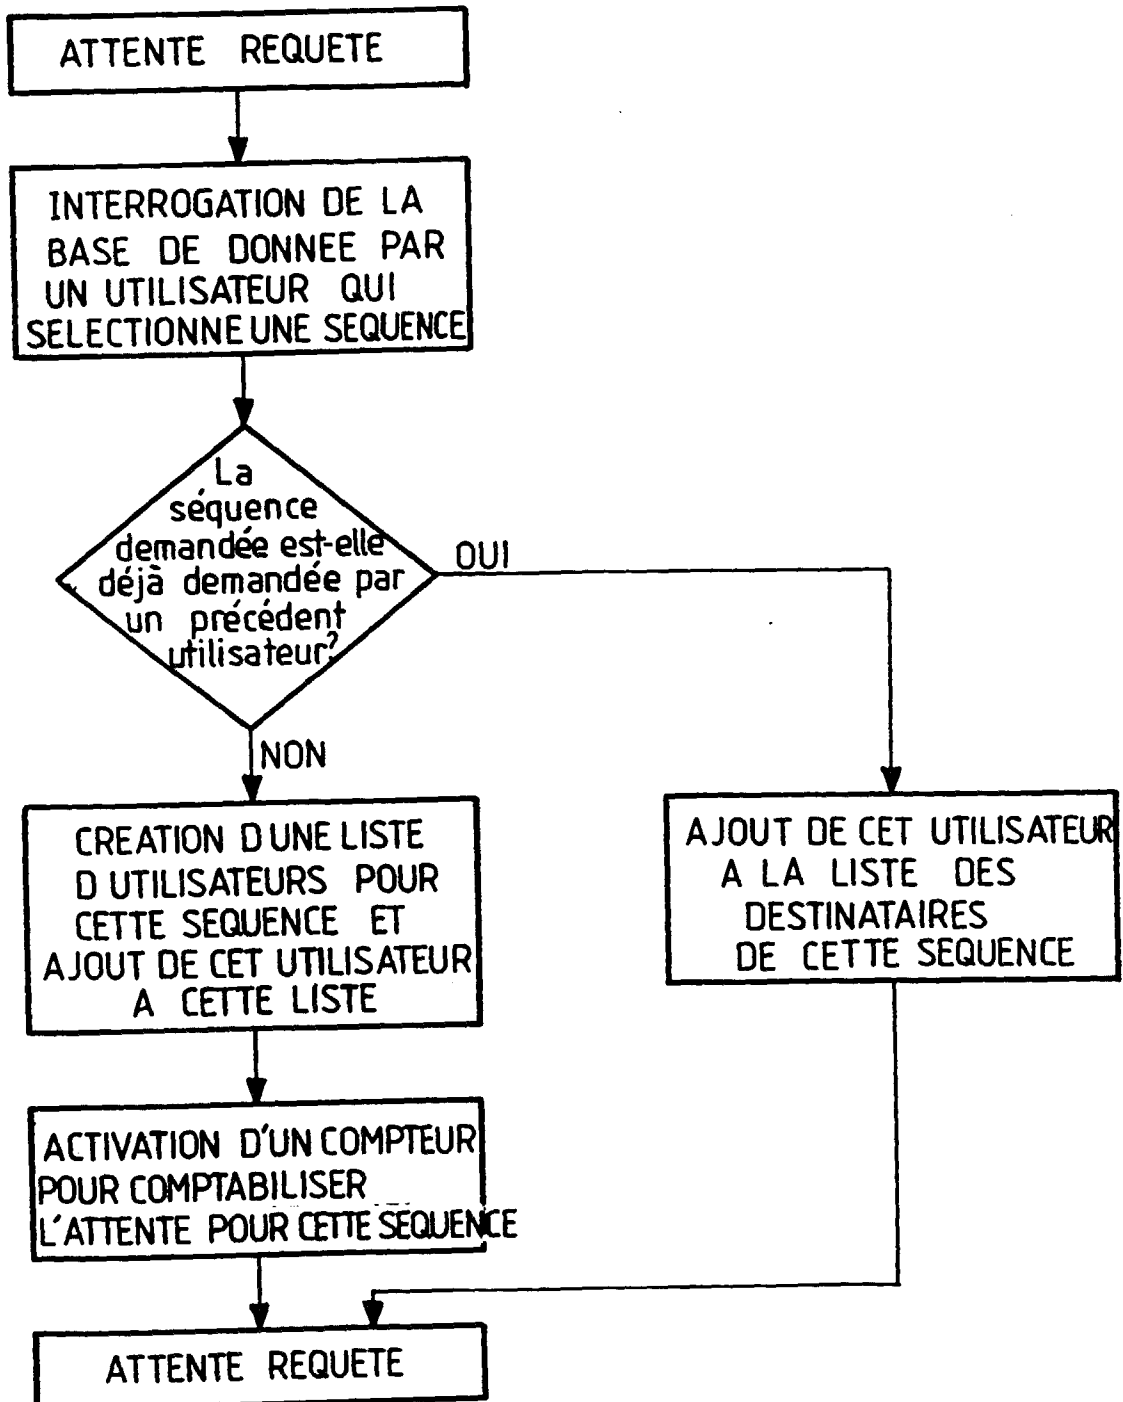 ATTENTE REQUETE
INTERROGATION DE LA
BASE DE DONNEE PAR
UN UTILISATEUR QUI
SELECTIONNE UNE SEQUENCE
La
séquence
demandée est-elle
déjà demandée par
un précédent
utilisateur?
OUI
NON
CREATION D UNE LISTE
D UTILISATEURS POUR
CETTE SEQUENCE ET
AJOUT DE CET UTILISATEUR
A CETTE LISTE
AJOUT DE CET UTILISATEUR
A LA LISTE DES
DESTINATAIRES
DE CETTE SEQUENCE
ACTIVATION D'UN COMPTEUR
POUR COMPTABILISER
L'ATTENTE POUR CETTE SEQUENCE
ATTENTE REQUETE